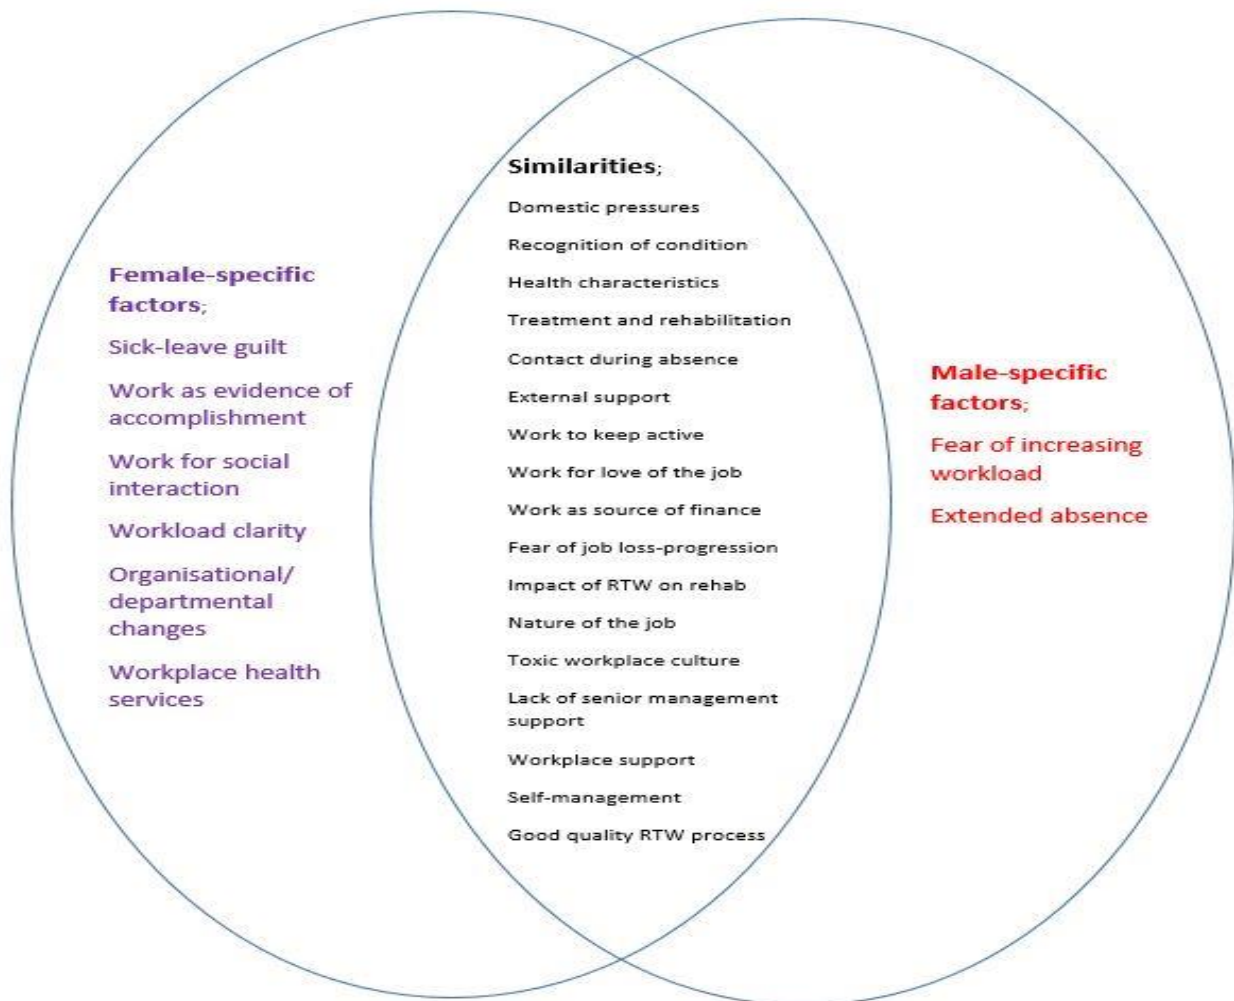 Female-specific
factors;
Sick-leave guilt
Work as evidence of
accomplishment
Work for social
interaction
Workload clarity
Organisational/
departmental
changes
Workplace health
services
Similarities;
Domestic pressures
Recognition of condition
Health characteristics
Treatment and rehabilitation
Contact during absence
External support
Work to keep active
Work for love of the job
Work as source of finance
Fear of job loss-progression
Impact of RTW on rehab
Nature of the job
Toxic workplace culture
Lack of senior management
support
Workplace support
Self-management
Good quality RTW process
Male-specific
factors;
Fear of increasing
workload
Extended absence